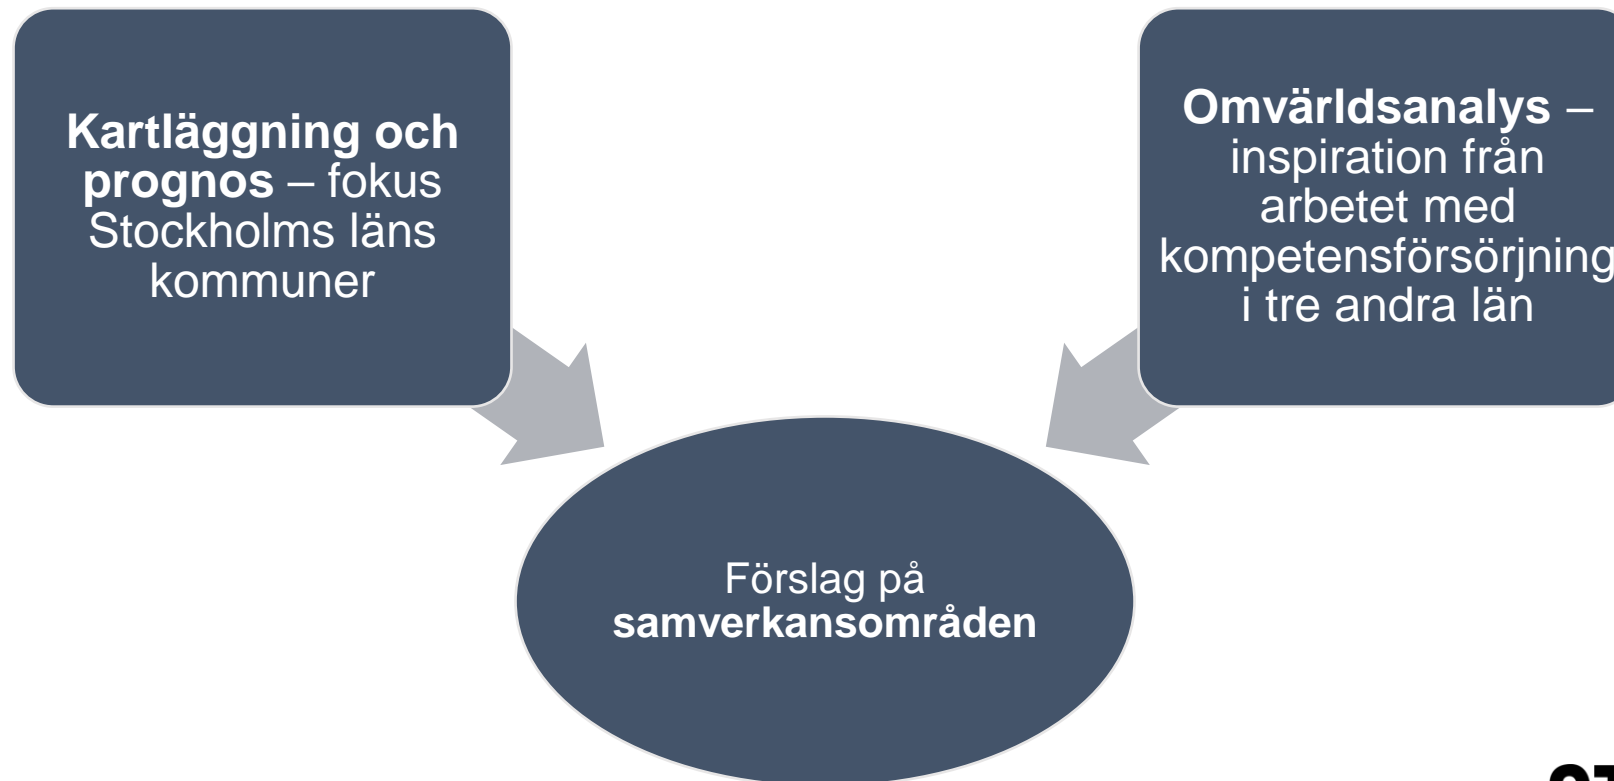 Kartläggning och
prognos – fokus
Stockholms läns
kommuner
Omvärldsanalys –
inspiration från
arbetet med
kompetensförsörjning
i tre andra län
Förslag på
samverkansområden